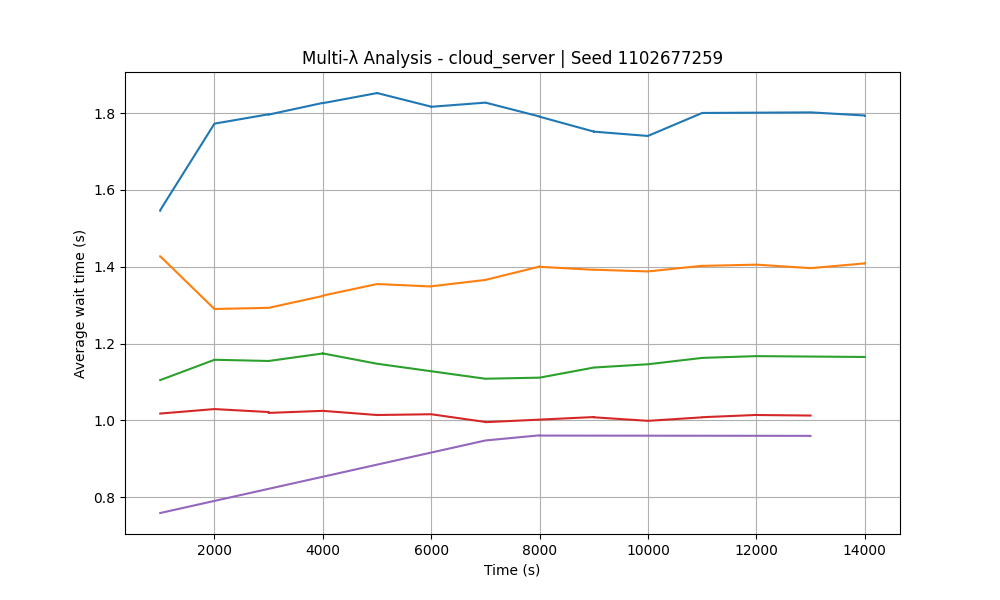 Multi-λ Analysis - cloud_server | Seed 1102677259
Average wait time (s)
1.8
1.6
1.4
1.2
1.0
0.8
2000 4000 6000 8000 10000 12000 14000
Time (s)